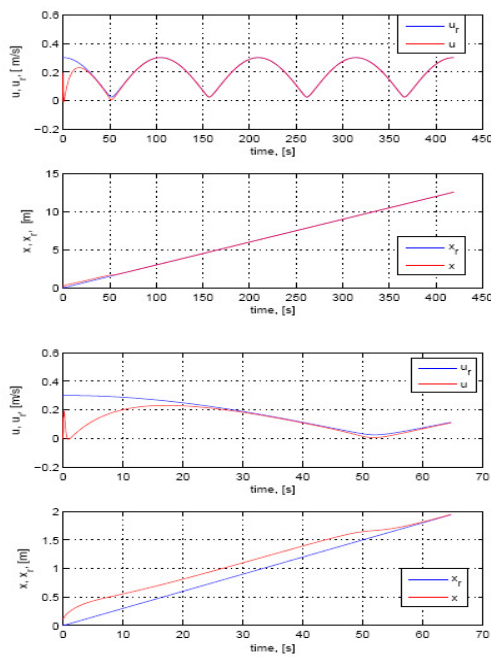 0.6
0.4
0.2
0
-0.2
u, u_r, [ m/s]
u_r
u
0 50 100 150 200 250 300 350 400 450
time, [s]
15
10
5
0
x, x_r, [m]
x_r
x
0 50 100 150 200 250 300 350 400 450
time, [s]
0.6
0.4
0.2
0
-0.2
u, u_r, [m/s]
u_r
u
0 10 20 30 40 50 60 70
time, [s]
2
1.5
1
0.5
0
x, x_r, [m]
x_r
x
0 10 20 30 40 50 60 70
time, [s]